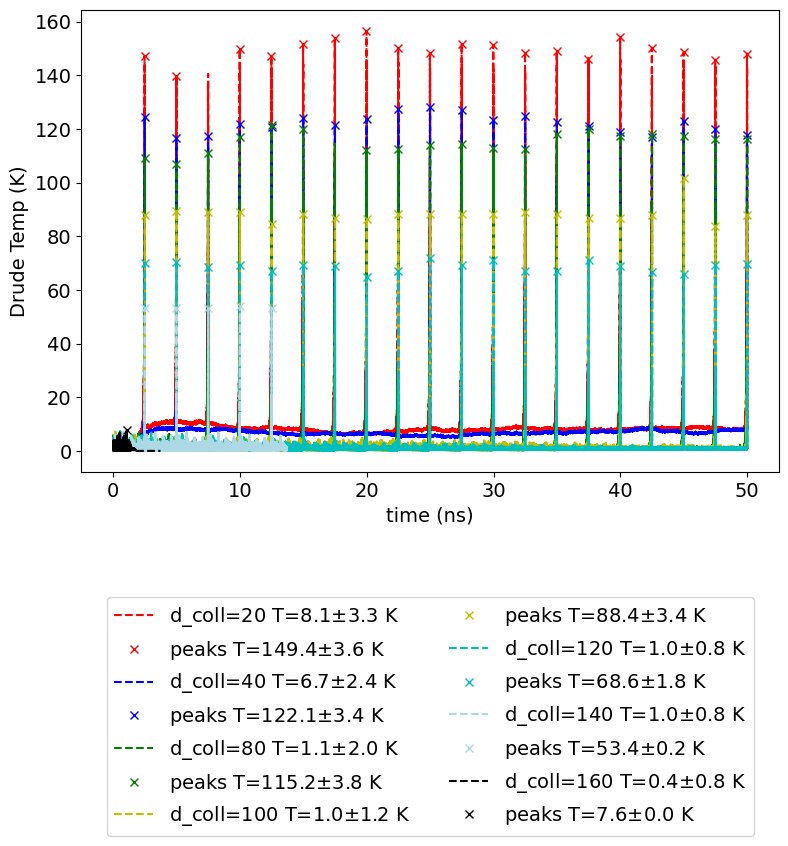 160
140
120
100
80
60
40
20
0
Drude Temp (K)
0 10 20 30 40 50
time (ns)
d_coll=20 T=8.1±3.3 K
peaks T=149.4±3.6 K
d_coll=40 T=6.7±2.4 K
peaks T=122.1±3.4 K
d_coll=80 T=1.1±2.0 K
peaks T=115.2±3.8 K
d_coll=100 T=1.0±1.2 K
peaks T=88.4±3.4 K
d_coll=120 T=1.0±0.8 K
peaks T=68.6±1.8 K
d_coll=140 T=1.0±0.8 K
peaks T=53.4±0.2 K
d_coll=160 T=0.4±0.8 K
peaks T=7.6±0.0 K